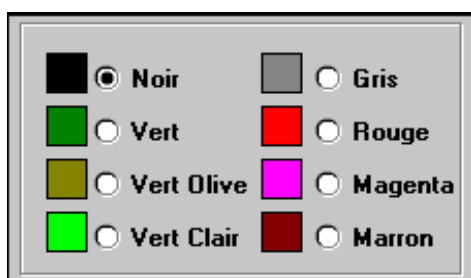 Noir Gris
Vert Rouge
Vert Olive Magenta
Vert Clair Marron